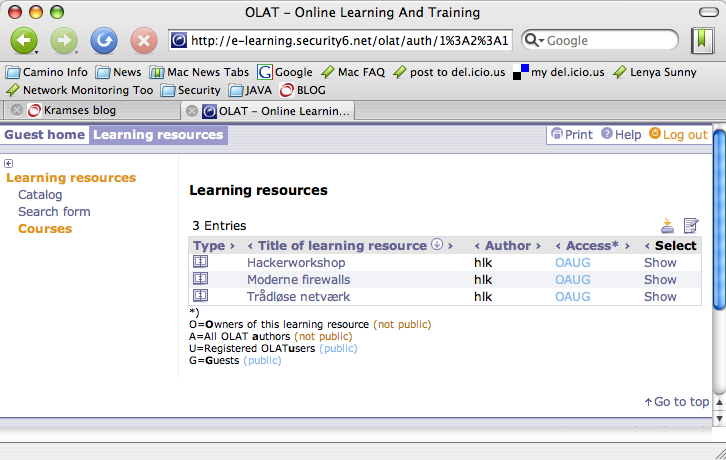 OLAT - Online Learning And Training
http://e-learning.security6.net/olat/auth/1%3A2%3A1
Google
Camino Info News Mac News Tabs Google Mac FAQ post to del.icio.us my del.icio.us Lenya Sunny
Network Monitoring Too Security JAVA BLOG
Kramses blog OLAT - Online Learnin...
Guest home Learning resources Print Help Log out
Learning resources
Catalog
Search form
Courses
Learning resources
3 Entries
Type › ‹ Title of learning resource › ‹ Author › ‹ Access* › ‹ Select
Hackerworkshop hlk OAUG Show
Moderne firewalls hlk OAUG Show
Trådløse netværk hlk OAUG Show
*)
O=Owners of this learning resource (not public)
A=All OLAT authors (not public)
U=Registered OLATusers (public)
G=Guests (public)
Go to top